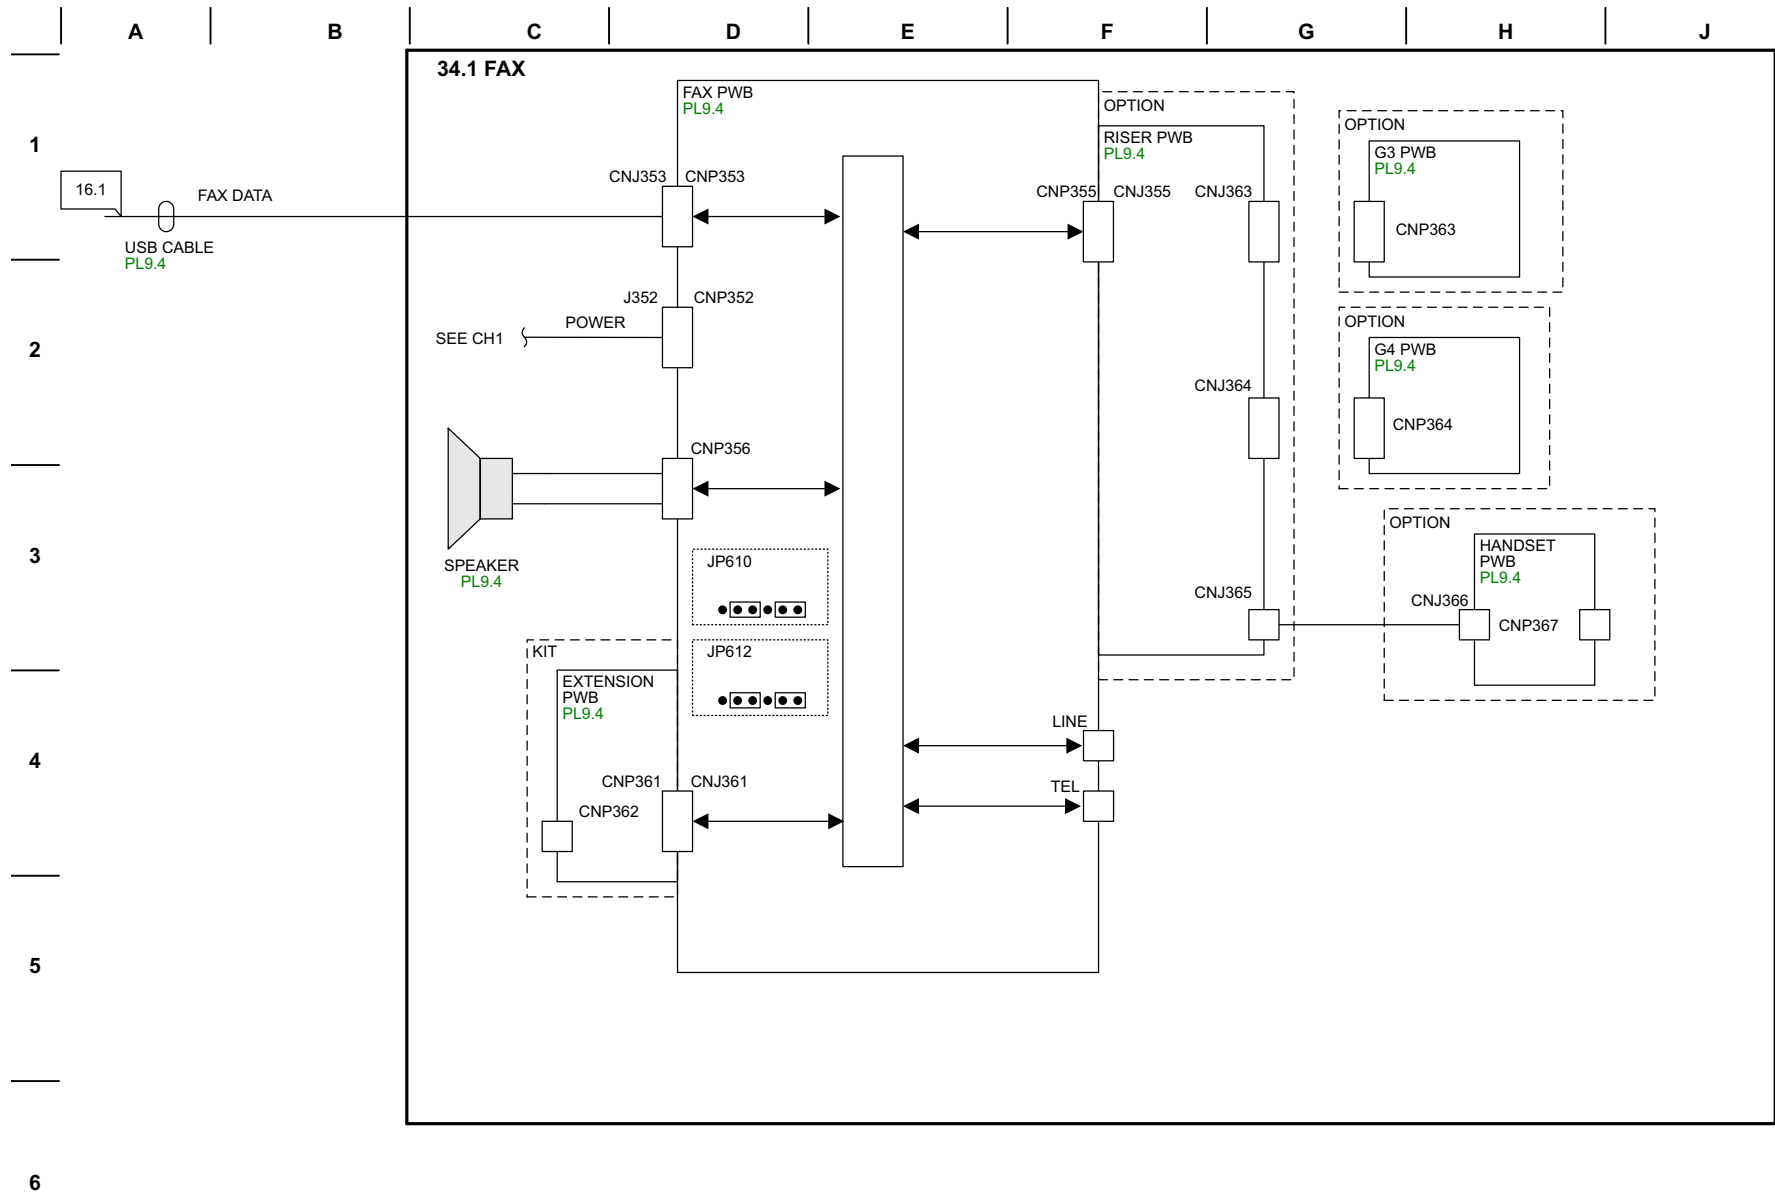 A B C D E F G H J
34.1 FAX
FAX PWB
PL9.4
OPTION
RISER PWB
PL9.4
OPTION
G3 PWB
PL9.4
1
CNJ353 CNP353
CNP355 CNJ355
CNJ363
CNP363
16.1
FAX DATA
USB CABLE
PL9.4
J352 CNP352
POWER
SEE CH1
2
OPTION
G4 PWB
PL9.4
CNJ364
CNP364
CNP356
SPEAKER
PL9.4
3
JP610
OPTION
HANDSET
PWB
PL9.4
CNJ365
CNJ366
CNP367
JP612
KIT
EXTENSION
PWB
PL9.4
4
LINE
TEL
CNP361 CNJ361
CNP362
5
6